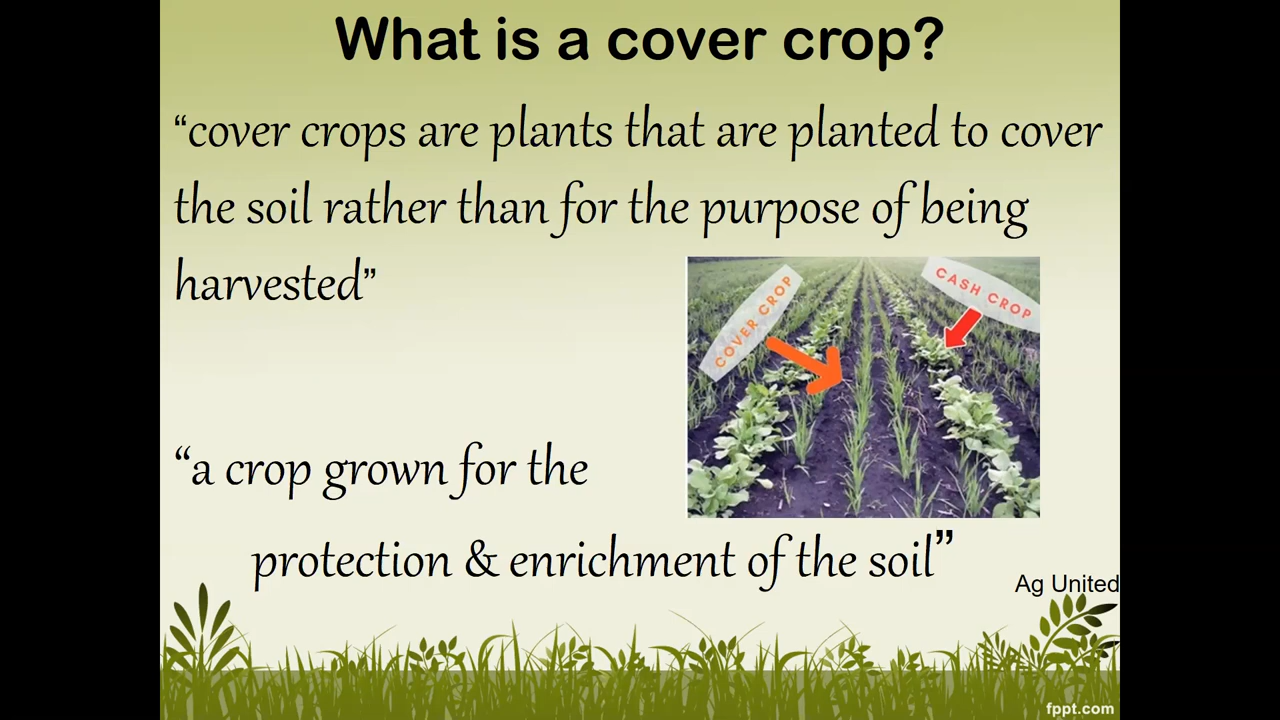 What is a cover crop?
“cover crops are plants that are planted to cover
the soil rather than for the purpose of being
harvested”
COVER CROP
CASH CROP
“a crop grown for the
protection & enrichment of the soil”
Ag United
fppt.com